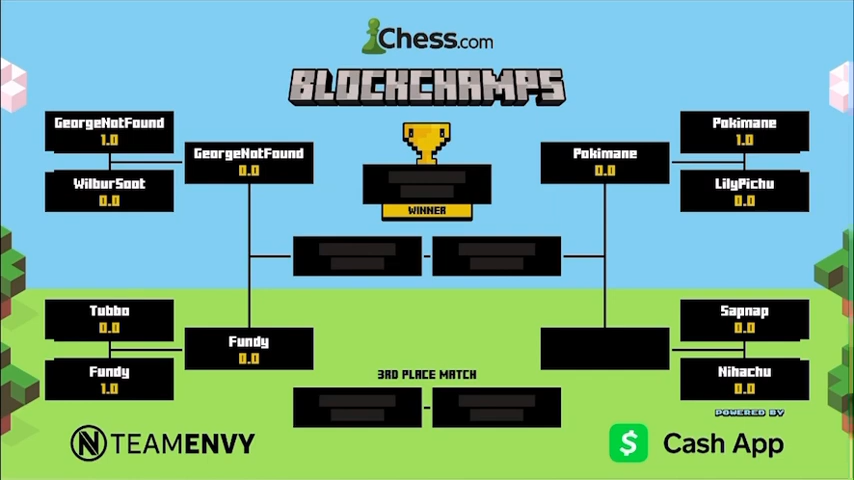 Chess.com
BLOCKCHAMPS
GeorgeNotFound
1.0
WilburSoot
0.0
GeorgeNotFound
0.0
WINNER
Pokimane
0.0
Pokimane
1.0
LilyPichu
0.0
Tubbo
0.0
Fundy
1.0
Fundy
0.0
3RD PLACE MATCH
Sapnap
0.0
Nihachu
0.0
POWERED BY
N TEAMENVY
$ Cash App